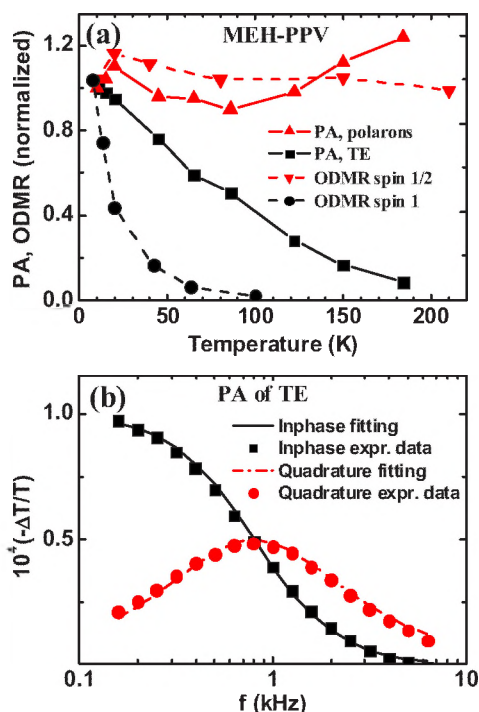 (a)
MEH-PPV
1.2
0.8
0.4
0.0
PA, ODMR (normalized)
PA, polarons
PA, TE
ODMR spin 1/2
ODMR spin 1
0 50 100 150 200
Temperature (K)
(b)
PA of TE
1.0
0.5
0.0
10⁴(-ΔT/T)
Inphase fitting
Inphase expr. data
Quadrature fitting
Quadrature expr. data
0.1 1 10
f (kHz)